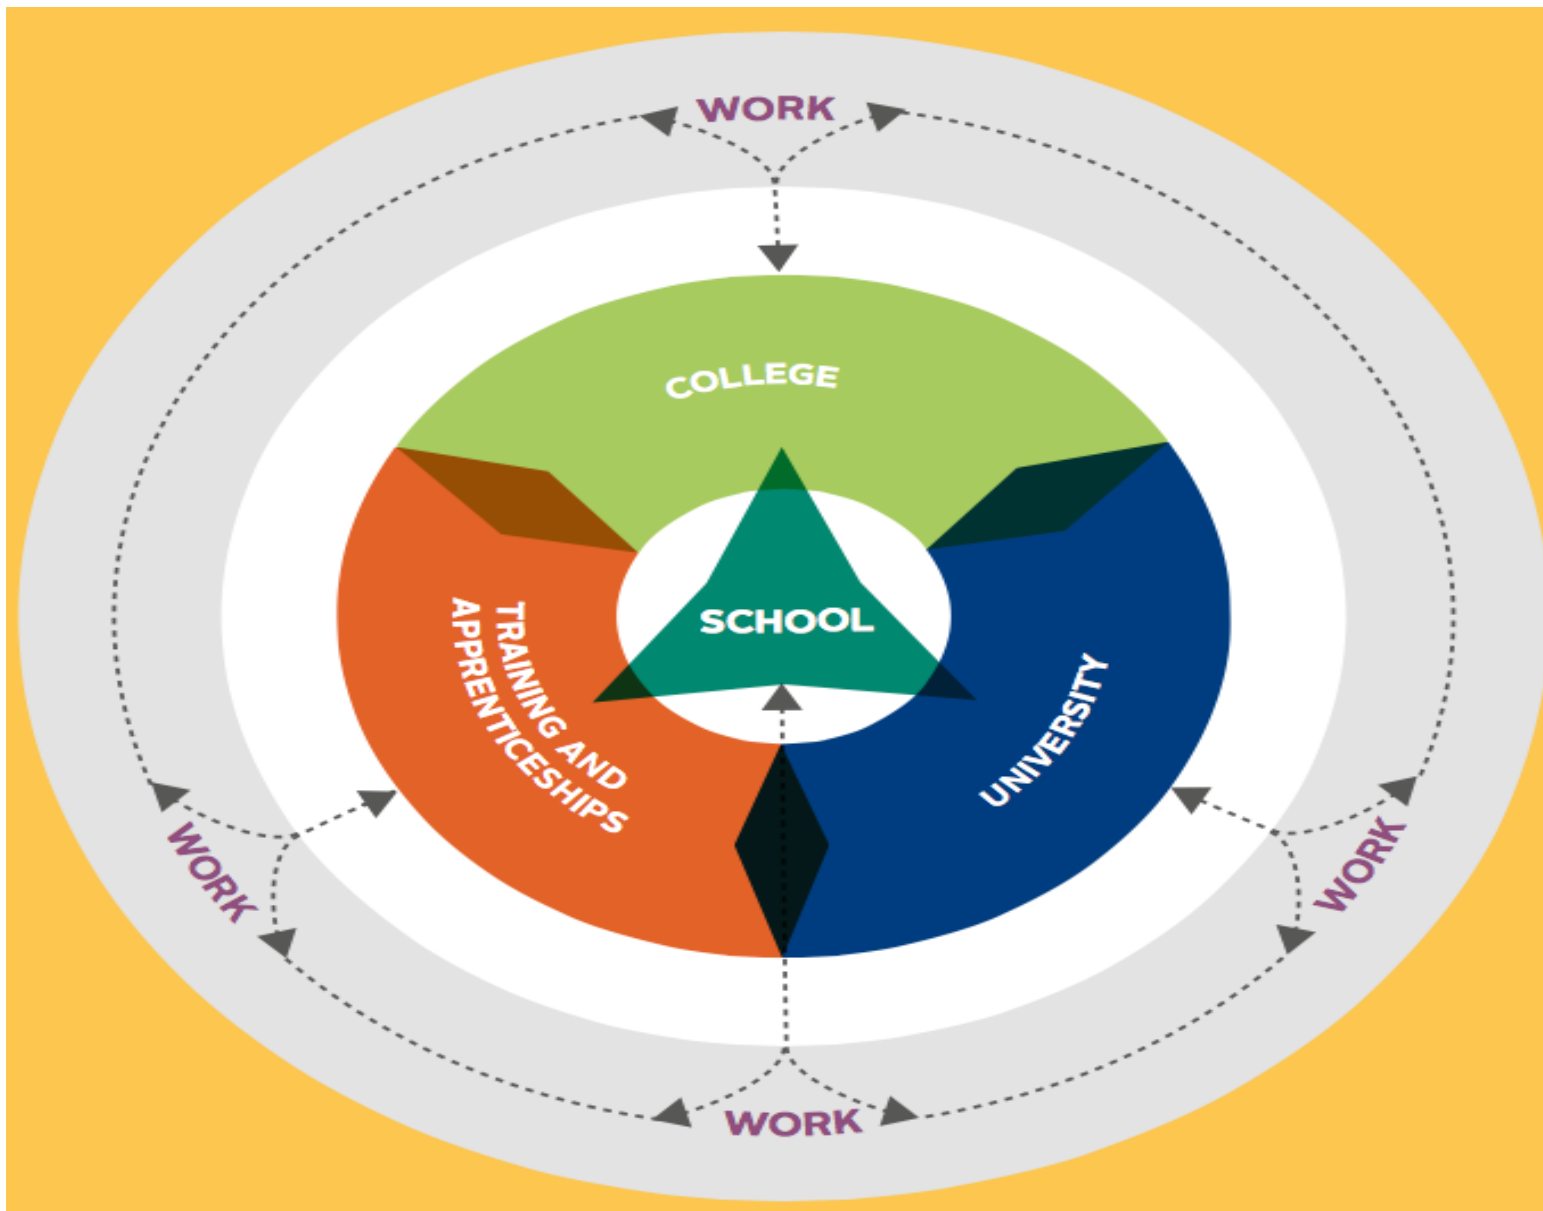 WORK
COLLEGE
SCHOOL
TRAINING AND
APPRENTICESHIPS
UNIVERSITY
WORK
WORK
WORK